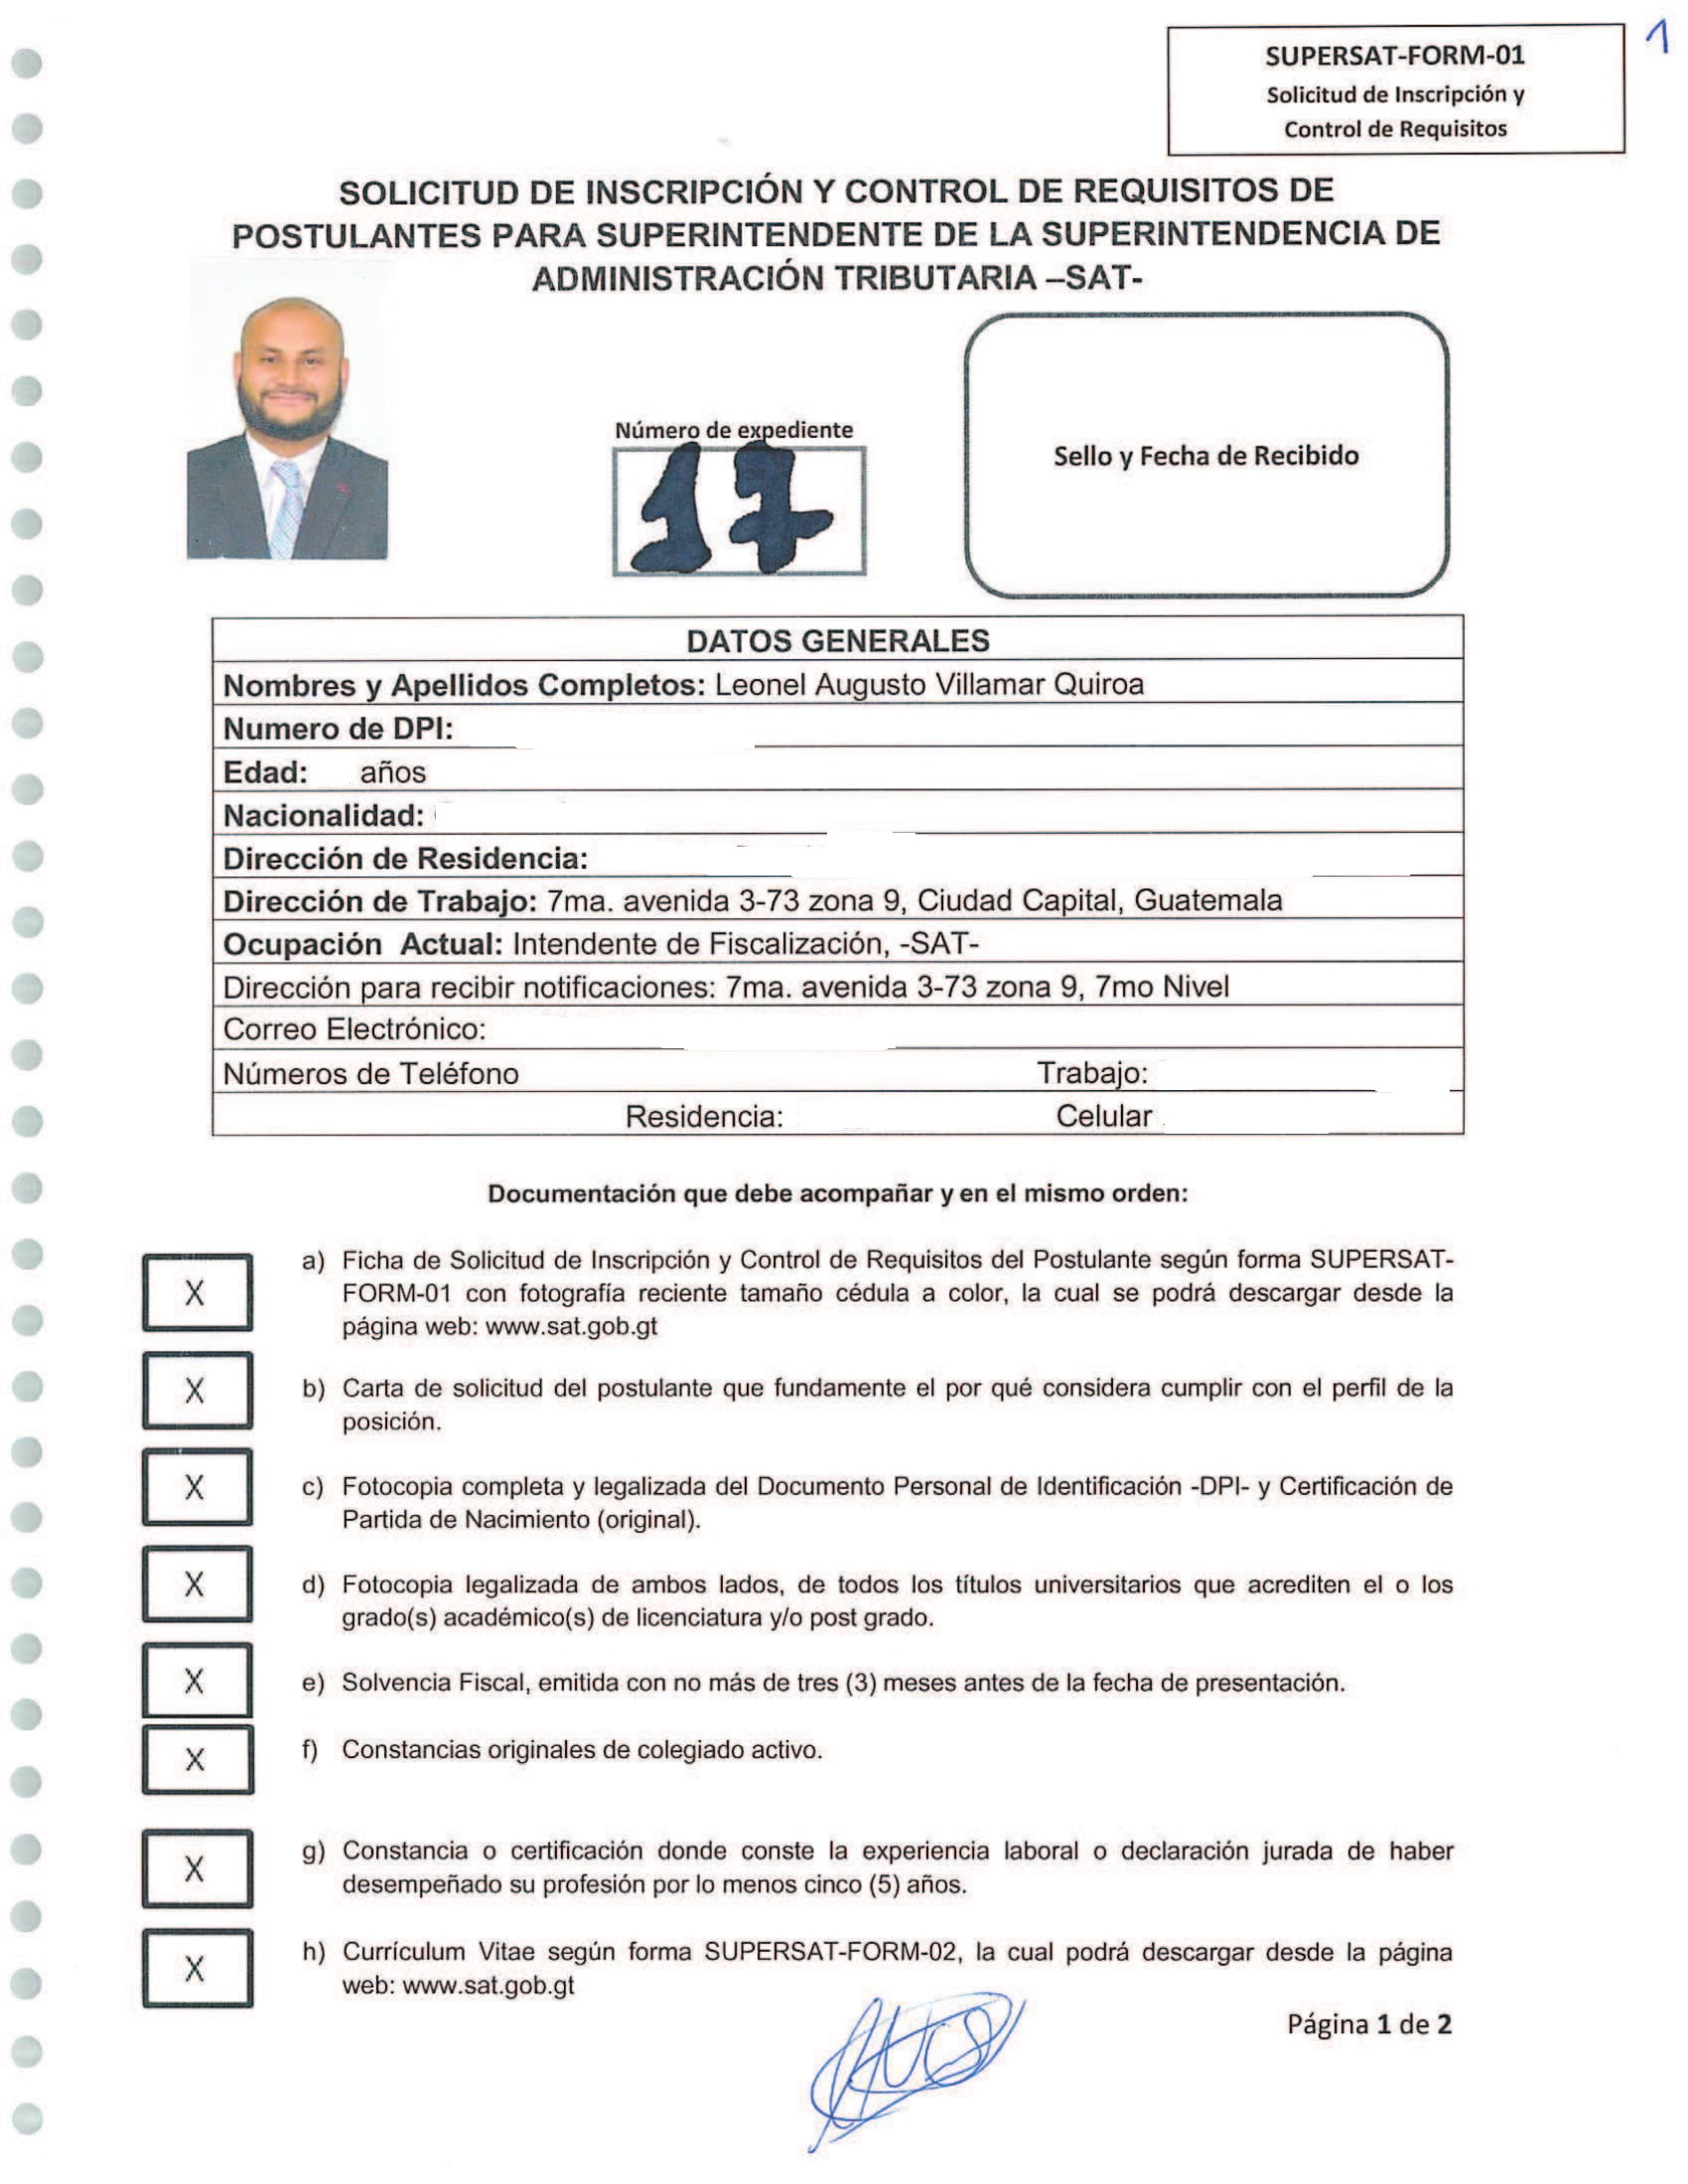 1
SUPERSAT-FORM-01
Solicitud de Inscripción y
Control de Requisitos
SOLICITUD DE INSCRIPCIÓN Y CONTROL DE REQUISITOS DE
POSTULANTES PARA SUPERINTENDENTE DE LA SUPERINTENDENCIA DE
ADMINISTRACIÓN TRIBUTARIA –SAT-
Número de expediente
17
Sello y Fecha de Recibido
DATOS GENERALES
Nombres y Apellidos Completos: Leonel Augusto Villamar Quiroa
Numero de DPI:
Edad: años
Nacionalidad:
Dirección de Residencia:
Dirección de Trabajo: 7ma. avenida 3-73 zona 9, Ciudad Capital, Guatemala
Ocupación Actual: Intendente de Fiscalización, -SAT-
Dirección para recibir notificaciones: 7ma. avenida 3-73 zona 9, 7mo Nivel
Correo Electrónico:
Números de Teléfono Trabajo:
Residencia: Celular
Documentación que debe acompañar y en el mismo orden:
X a) Ficha de Solicitud de Inscripción y Control de Requisitos del Postulante según forma SUPERSAT-
FORM-01 con fotografía reciente tamaño cédula a color, la cual se podrá descargar desde la
página web: www.sat.gob.gt
X b) Carta de solicitud del postulante que fundamente el por qué considera cumplir con el perfil de la
posición.
X c) Fotocopia completa y legalizada del Documento Personal de Identificación -DPI- y Certificación de
Partida de Nacimiento (original).
X d) Fotocopia legalizada de ambos lados, de todos los títulos universitarios que acrediten el o los
grado(s) académico(s) de licenciatura y/o post grado.
X e) Solvencia Fiscal, emitida con no más de tres (3) meses antes de la fecha de presentación.
X f) Constancias originales de colegiado activo.
X g) Constancia o certificación donde conste la experiencia laboral o declaración jurada de haber
desempeñado su profesión por lo menos cinco (5) años.
X h) Currículum Vitae según forma SUPERSAT-FORM-02, la cual podrá descargar desde la página
web: www.sat.gob.gt
Página 1 de 2